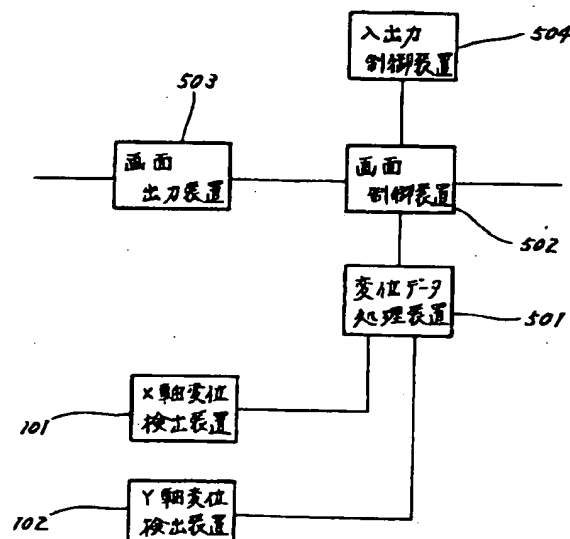 入出力
制御装置
504
503
画面
出力装置
画面
制御装置
502
変位データ
処理装置
501
X軸変位
検出装置
101
Y軸変位
検出装置
102